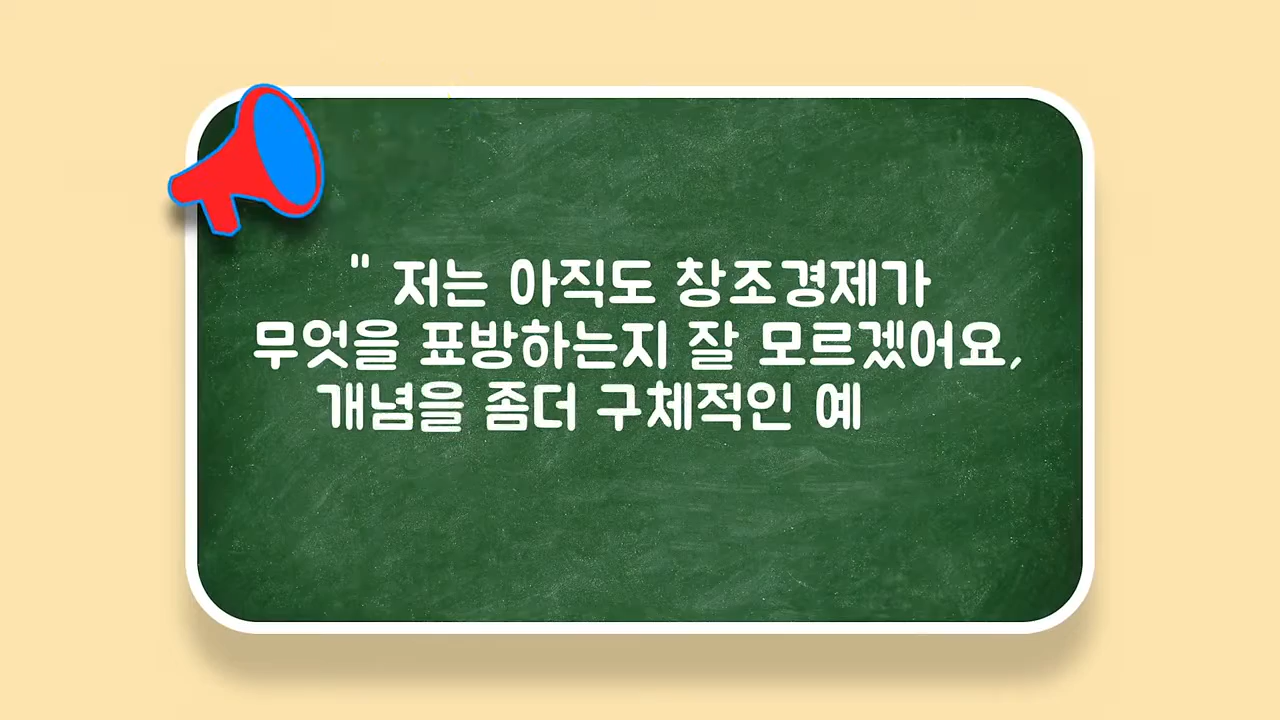 " 저는 아직도 창조경제가
무엇을 표방하는지 잘 모르겠어요,
개념을 좀더 구체적인 예